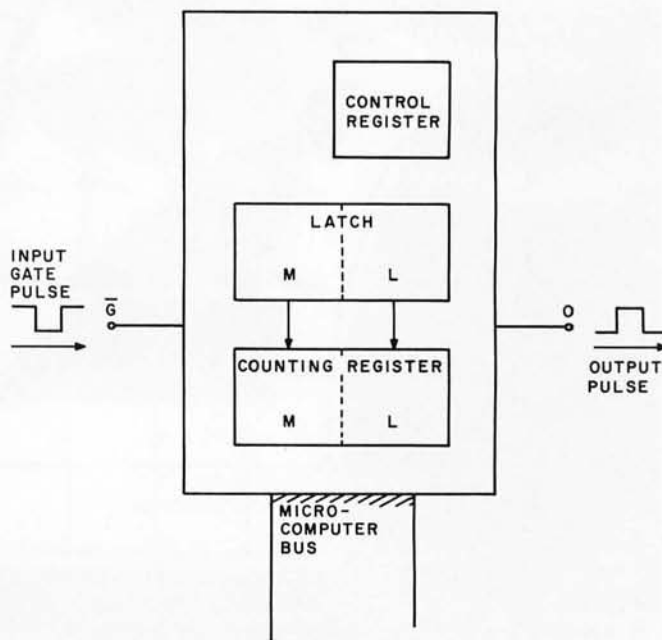 CONTROL
REGISTER
LATCH
M L
INPUT
GATE
PULSE
G̅
O
OUTPUT
PULSE
COUNTING REGISTER
M L
MICRO-
COMPUTER
BUS